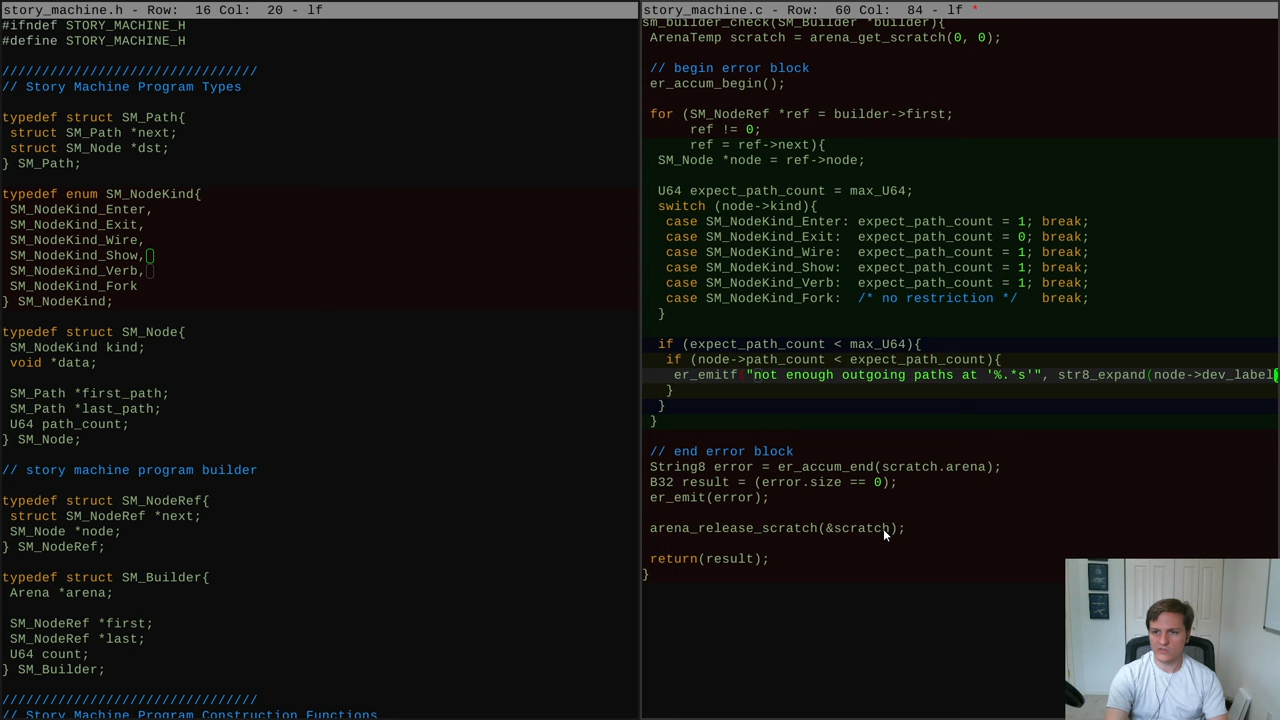 story_machine.h - Row:  16 Col:  20 - lf
#ifndef STORY_MACHINE_H
#define STORY_MACHINE_H
////////////////////////////////
// Story Machine Program Types
typedef struct SM_Path{
 struct SM_Path *next;
 struct SM_Node *dst;
} SM_Path;
typedef enum SM_NodeKind{
 SM_NodeKind_Enter,
 SM_NodeKind_Exit,
 SM_NodeKind_Wire,
 SM_NodeKind_Show,
 SM_NodeKind_Verb,
 SM_NodeKind_Fork
} SM_NodeKind;
typedef struct SM_Node{
 SM_NodeKind kind;
 void *data;
 SM_Path *first_path;
 SM_Path *last_path;
 U64 path_count;
} SM_Node;
// story machine program builder
typedef struct SM_NodeRef{
 struct SM_NodeRef *next;
 SM_Node *node;
} SM_NodeRef;
typedef struct SM_Builder{
 Arena *arena;
 SM_NodeRef *first;
 SM_NodeRef *last;
 U64 count;
} SM_Builder;
////////////////////////////////
// Story Machine Program Construction Functions
story_machine.c - Row:  60 Col:  84 - lf *
sm_builder_check(SM_Builder *builder){
 ArenaTemp scratch = arena_get_scratch(0, 0);
 // begin error block
 er_accum_begin();
 for (SM_NodeRef *ref = builder->first;
      ref != 0;
      ref = ref->next){
  SM_Node *node = ref->node;
  U64 expect_path_count = max_U64;
  switch (node->kind){
   case SM_NodeKind_Enter: expect_path_count = 1; break;
   case SM_NodeKind_Exit:  expect_path_count = 0; break;
   case SM_NodeKind_Wire:  expect_path_count = 1; break;
   case SM_NodeKind_Show:  expect_path_count = 1; break;
   case SM_NodeKind_Verb:  expect_path_count = 1; break;
   case SM_NodeKind_Fork:  /* no restriction */   break;
  }
  if (expect_path_count < max_U64){
   if (node->path_count < expect_path_count){
    er_emitf("not enough outgoing paths at '%.*s'", str8_expand(node->dev_label
   }
  }
 }
 // end error block
 String8 error = er_accum_end(scratch.arena);
 B32 result = (error.size == 0);
 er_emit(error);
 arena_release_scratch(&scratch);
 return(result);
}